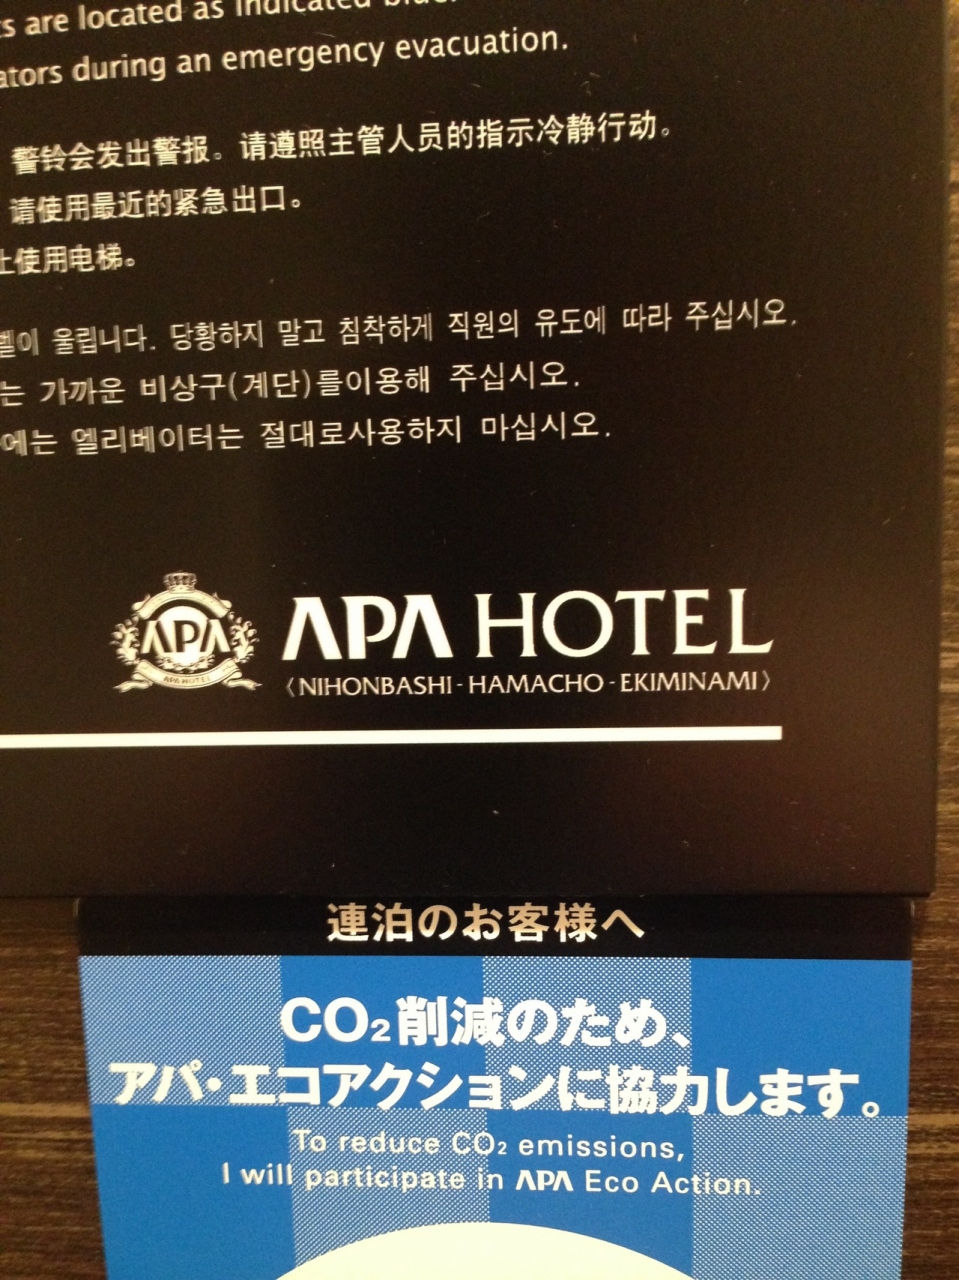 are located as indicated
during an emergency evacuation.
警铃会发出警报。请遵照主管人员的指示冷静行动。
请使用最近的紧急出口。
使用电梯。
울립니다. 당황하지 말고 침착하게 직원의 유도에 따라 주십시오.
는 가까운 비상구(계단)를이용해 주십시오.
에는 엘리베이터는 절대로사용하지 마십시오.
APA
APA HOTEL
APA HOTEL
〈NIHONBASHI-HAMACHO-EKIMINAMI〉
連泊のお客様へ
CO₂削減のため、
アパ・エコアクションに協力します。
To reduce CO₂ emissions,
I will participate in APA Eco Action.